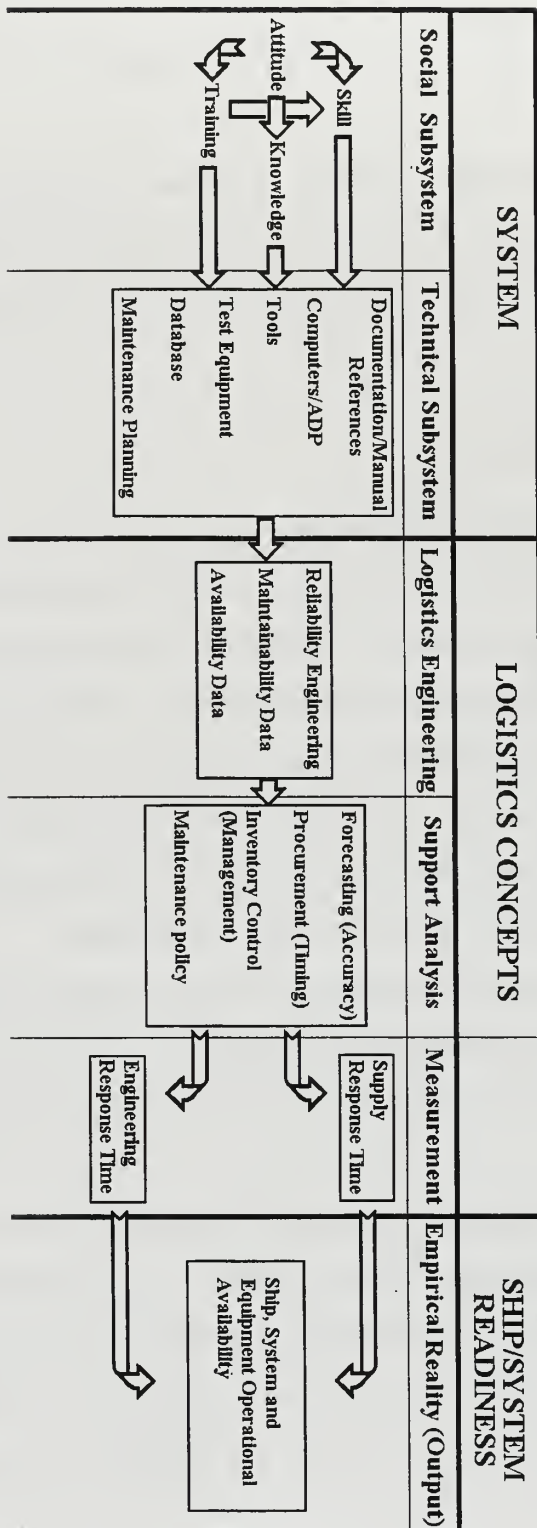 SYSTEM
LOGISTICS CONCEPTS
SHIP/SYSTEM
READINESS
Social Subsystem
Technical Subsystem
Logistics Engineering
Support Analysis
Measurement
Empirical Reality (Output)
Skill
Attitude
Knowledge
Training
Documentation/Manual
References
Computers/ADP
Tools
Test Equipment
Database
Maintenance Planning
Reliability Engineering
Maintainability Data
Availability Data
Forecasting (Accuracy)
Procurement (Timing)
Inventory Control
(Management)
Maintenance policy
Supply
Response Time
Engineering
Response Time
Ship, System and
Equipment Operational
Availability